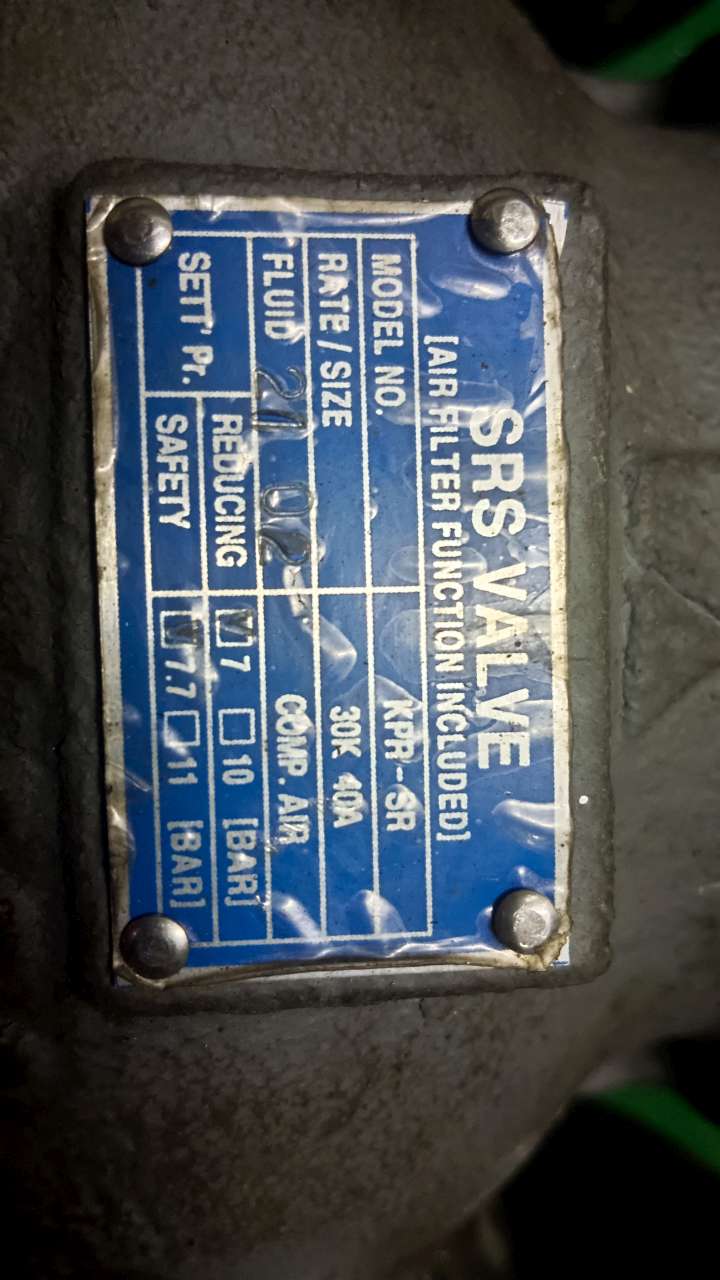 SRS VALVE
[AIR FILTER FUNCTION INCLUDED]
MODEL NO. KPR-SR
RATE / SIZE 30K 40A
FLUID COMP. AIR
21 02
SETT' Pr. REDUCING ☑ 7 ☐ 10 [BAR]
SAFETY ☑ 7.7 ☐ 11 [BAR]